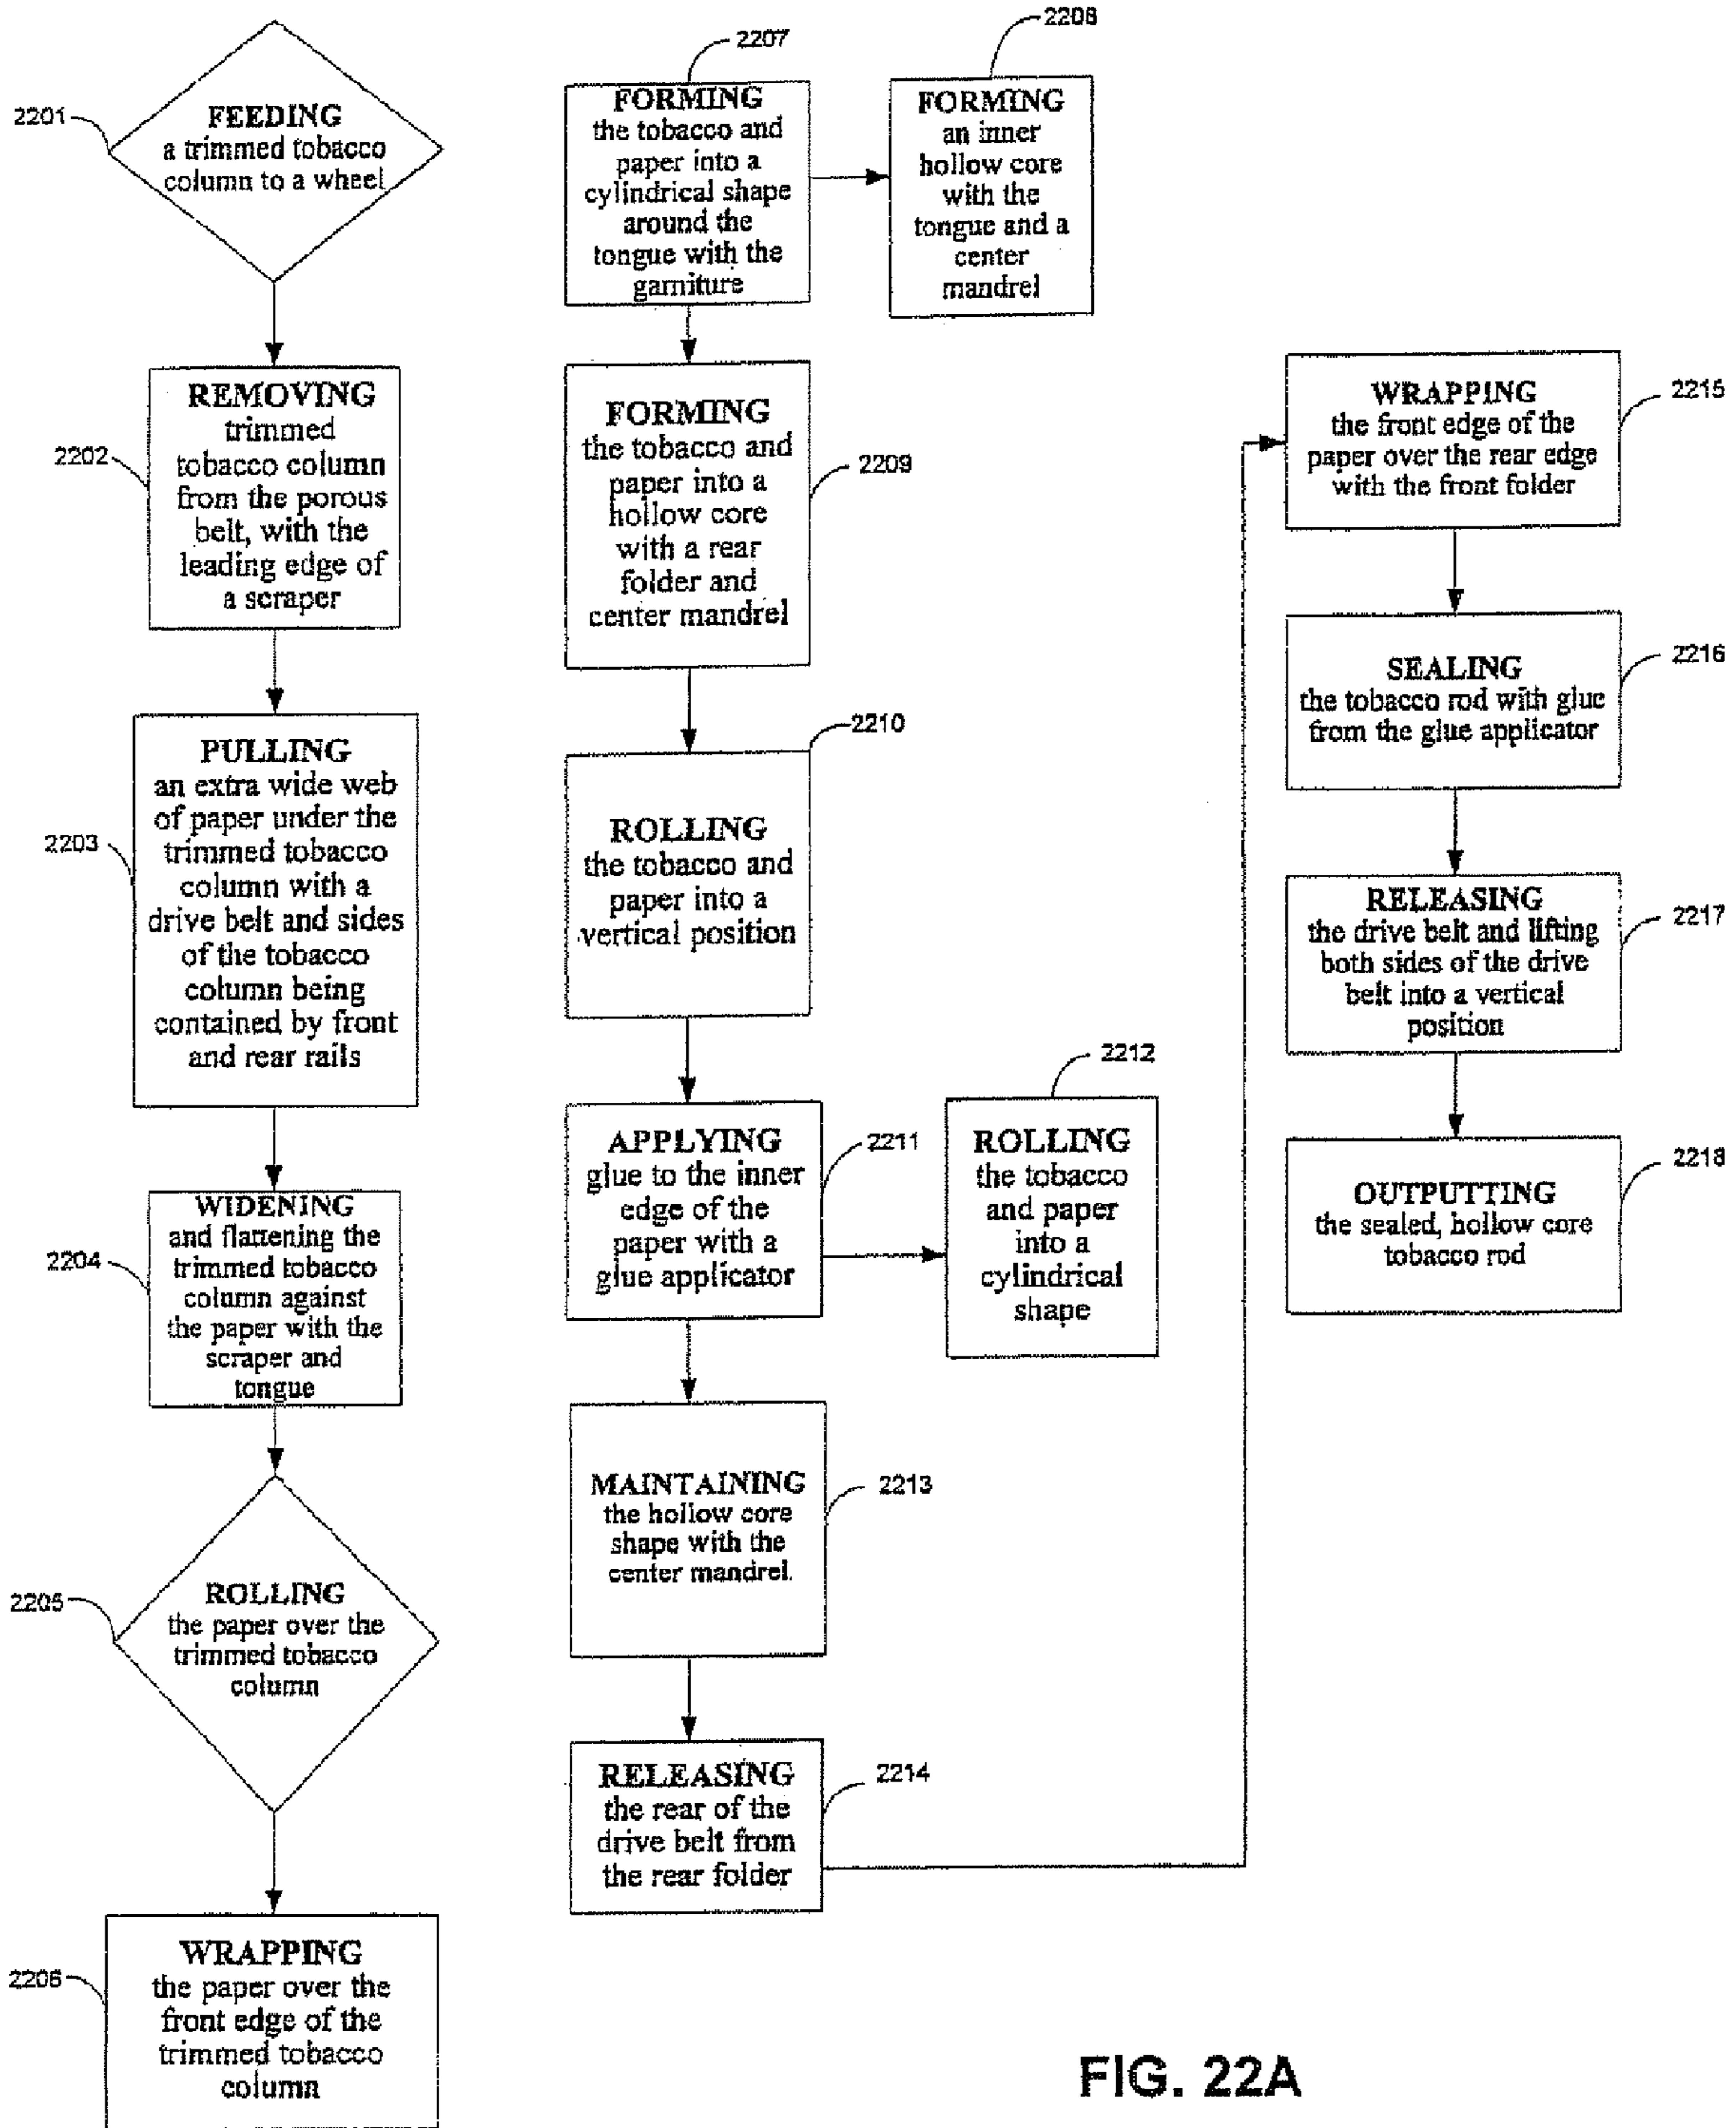 2201
FEEDING
a trimmed tobacco
column to a wheel
2202
REMOVING
trimmed
tobacco column
from the porous
belt, with the
leading edge of
a scraper
2203
PULLING
an extra wide web
of paper under the
trimmed tobacco
column with a
drive belt and sides
of the tobacco
column being
contained by front
and rear rails
2204
WIDENING
and flattening the
trimmed tobacco
column against
the paper with the
scraper and
tongue
2205
ROLLING
the paper over the
trimmed tobacco
column
2206
WRAPPING
the paper over the
front edge of the
trimmed tobacco
column
2207
FORMING
the tobacco and
paper into a
cylindrical shape
around the
tongue with the
garniture
2208
FORMING
an inner
hollow core
with the
tongue and a
center
mandrel
2209
FORMING
the tobacco and
paper into a
hollow core
with a rear
folder and
center mandrel
2210
ROLLING
the tobacco and
paper into a
vertical position
2211
APPLYING
glue to the inner
edge of the
paper with a
glue applicator
2212
ROLLING
the tobacco
and paper
into a
cylindrical
shape
2213
MAINTAINING
the hollow core
shape with the
center mandrel.
2214
RELEASING
the rear of the
drive belt from
the rear folder
2215
WRAPPING
the front edge of the
paper over the rear edge
with the front folder
2216
SEALING
the tobacco rod with glue
from the glue applicator
2217
RELEASING
the drive belt and lifting
both sides of the drive
belt into a vertical
position
2218
OUTPUTTING
the sealed, hollow core
tobacco rod
FIG. 22A